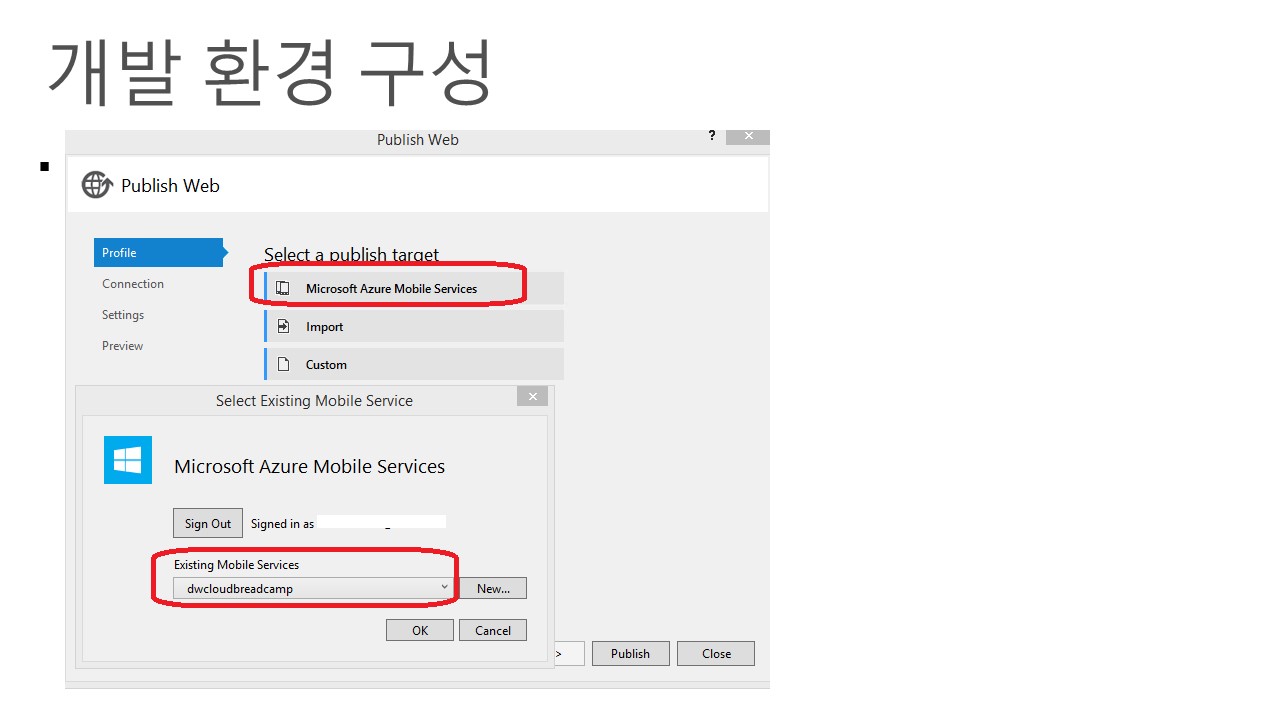 개발 환경 구성
Publish Web
?
Publish Web
Profile
Connection
Settings
Preview
Select a publish target
Microsoft Azure Mobile Services
Import
Custom
Select Existing Mobile Service
Microsoft Azure Mobile Services
Sign Out
Signed in as
Existing Mobile Services
dwcloudbreadcamp
New...
OK
Cancel
>
Publish
Close